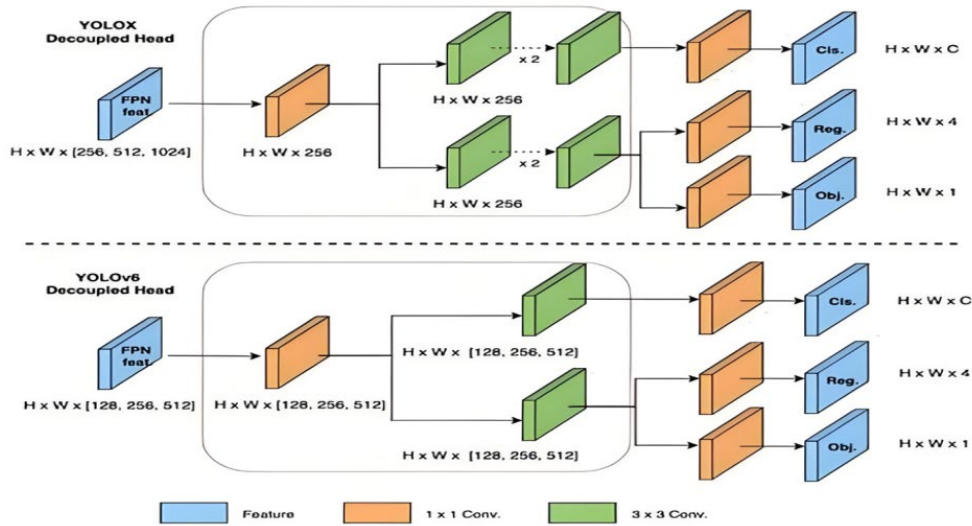 YOLOX
Decoupled Head
FPN
feat.
H x W x [256, 512, 1024]
H x W x 256
x 2
H x W x 256
x 2
H x W x 256
Cls.
H x W x C
Reg.
H x W x 4
Obj.
H x W x 1
YOLOv6
Decoupled Head
FPN
feat.
H x W x [128, 256, 512]
H x W x [128, 256, 512]
H x W x [128, 256, 512]
H x W x [128, 256, 512]
Cls.
H x W x C
Reg.
H x W x 4
Obj.
H x W x 1
Feature
1 x 1 Conv.
3 x 3 Conv.